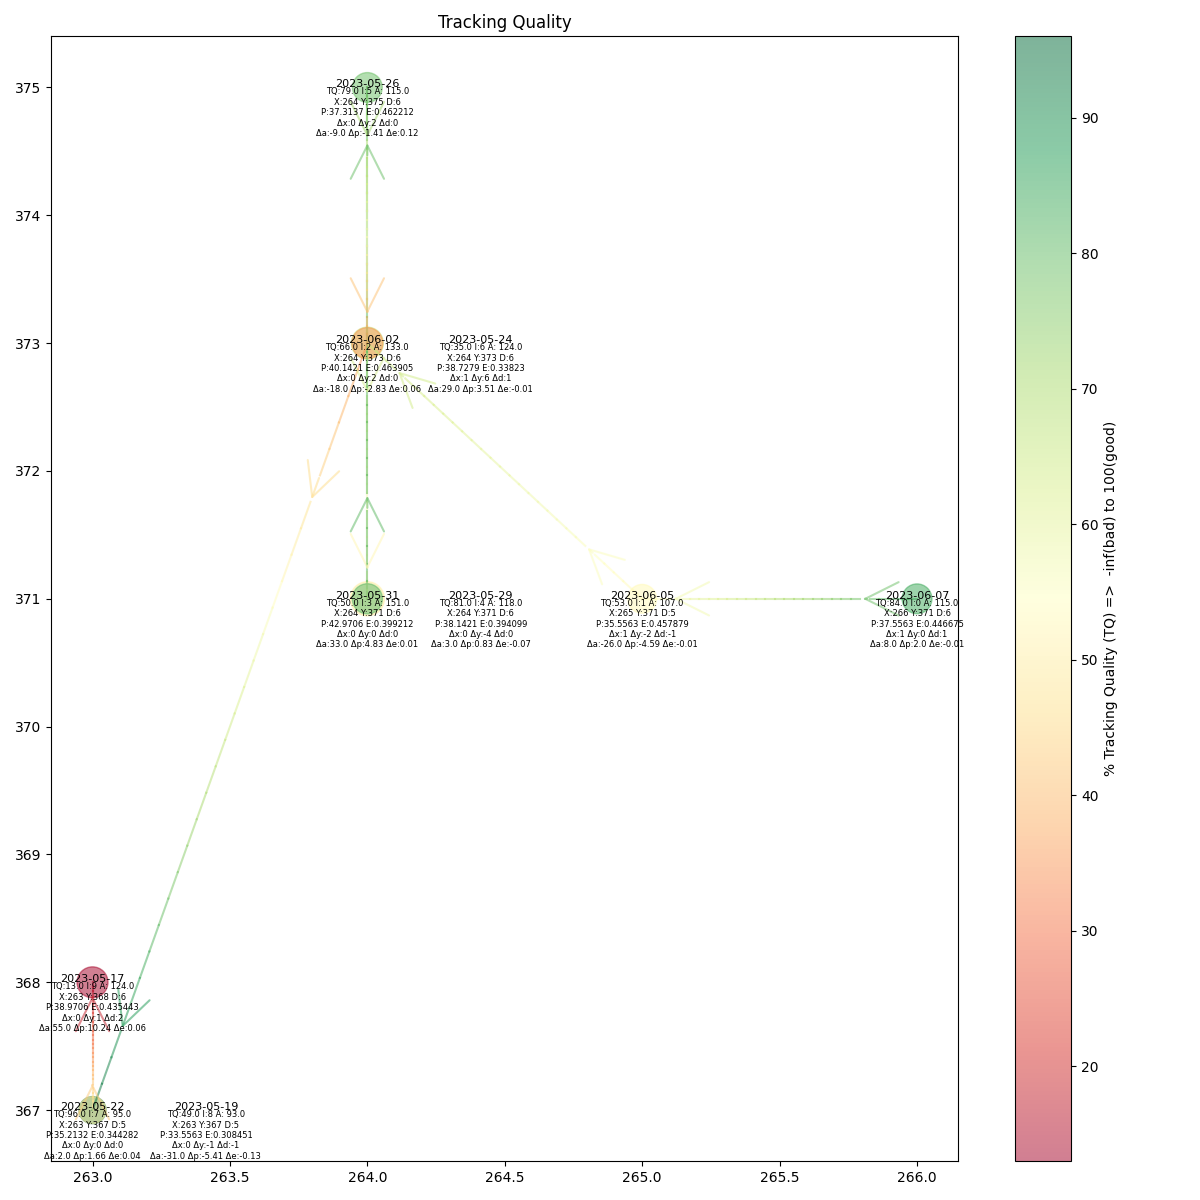 Tracking Quality
375
374
373
372
371
370
369
368
367
2023-05-26
TQ:79.0 I:5 A: 115.0
X:264 Y:375 D:6
P:37.3137 E:0.462212
Δx:0 Δy:2 Δd:0
Δa:-9.0 Δp:-1.41 Δe:0.12
2023-06-02
TQ:66.0 I:2 A: 133.0
X:264 Y:373 D:6
P:40.1421 E:0.463905
Δx:0 Δy:2 Δd:0
Δa:-18.0 Δp:-2.83 Δe:0.06
2023-05-24
TQ:35.0 I:6 A: 124.0
X:264 Y:373 D:6
P:38.7279 E:0.33823
Δx:1 Δy:6 Δd:1
Δa:29.0 Δp:3.51 Δe:-0.01
2023-05-31
TQ:50.0 I:3 A: 151.0
X:264 Y:371 D:6
P:42.9706 E:0.399212
Δx:0 Δy:0 Δd:0
Δa:33.0 Δp:4.83 Δe:0.01
2023-05-29
TQ:81.0 I:4 A: 118.0
X:264 Y:371 D:6
P:38.1421 E:0.394099
Δx:0 Δy:-4 Δd:0
Δa:3.0 Δp:0.83 Δe:-0.07
2023-06-05
TQ:53.0 I:1 A: 107.0
X:265 Y:371 D:5
P:35.5563 E:0.457879
Δx:1 Δy:-2 Δd:-1
Δa:-26.0 Δp:-4.59 Δe:-0.01
2023-06-07
TQ:84.0 I:0 A: 115.0
X:266 Y:371 D:6
P:37.5563 E:0.446675
Δx:1 Δy:0 Δd:1
Δa:8.0 Δp:2.0 Δe:-0.01
2023-05-17
TQ:13.0 I:9 A: 124.0
X:263 Y:368 D:6
P:38.9706 E:0.435443
Δx:0 Δy:1 Δd:2
Δa:55.0 Δp:10.24 Δe:0.06
2023-05-22
TQ:96.0 I:7 A: 95.0
X:263 Y:367 D:5
P:35.2132 E:0.344282
Δx:0 Δy:0 Δd:0
Δa:2.0 Δp:1.66 Δe:0.04
2023-05-19
TQ:49.0 I:8 A: 93.0
X:263 Y:367 D:5
P:33.5563 E:0.308451
Δx:0 Δy:-1 Δd:-1
Δa:-31.0 Δp:-5.41 Δe:-0.13
263.0
263.5
264.0
264.5
265.0
265.5
266.0
90
80
70
60
50
40
30
20
% Tracking Quality (TQ) => -inf(bad) to 100(good)